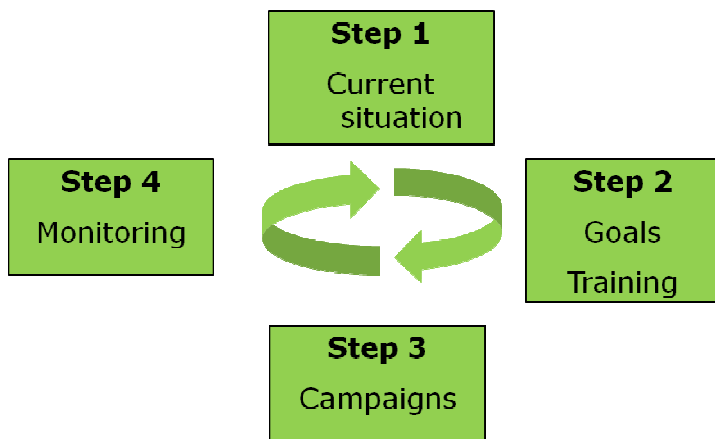 Step 1
Current
situation
Step 4
Monitoring
Step 2
Goals
Training
Step 3
Campaigns